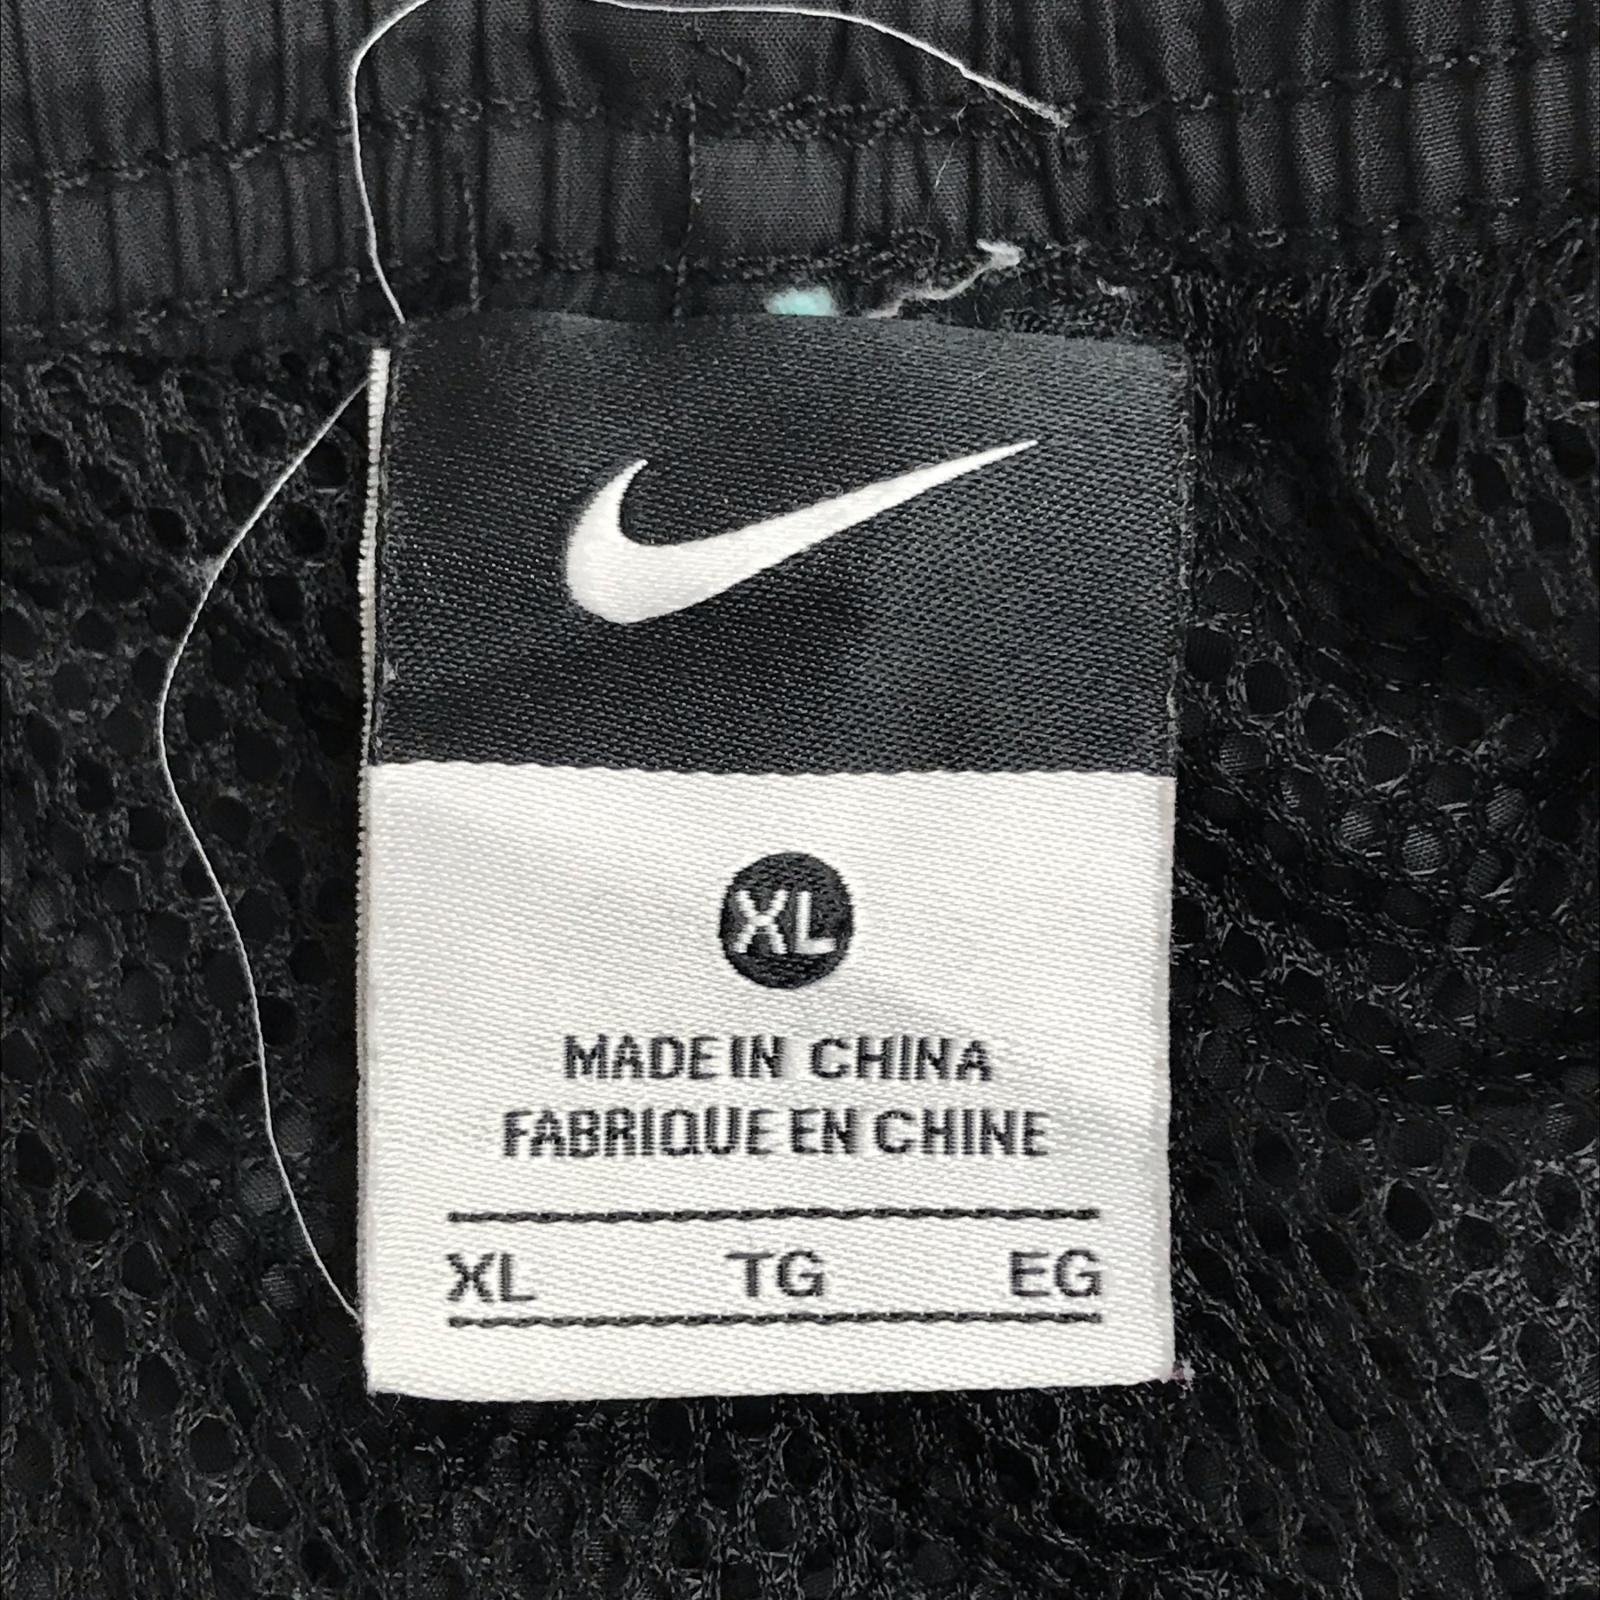 XL
MADE IN CHINA
FABRIQUE EN CHINE
XL TG EG